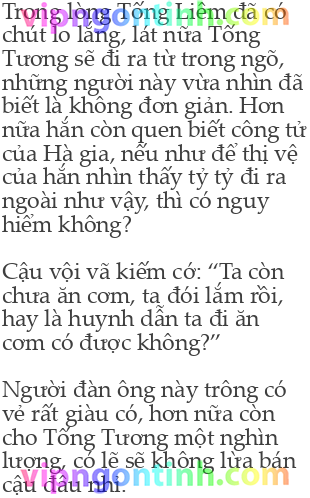 Trong lòng Tống Liêm đã có
chút lo lắng, lát nữa Tống
Tương sẽ đi ra từ trong ngõ,
những người này vừa nhìn đã
biết là không đơn giản. Hơn
nữa hắn còn quen biết công tử
của Hà gia, nếu như để thị vệ
của hắn nhìn thấy tỷ tỷ đi ra
ngoài như vậy, thì có nguy
hiểm không?
Cậu vội vã kiếm cớ: “Ta còn
chưa ăn cơm, ta đói lắm rồi,
hay là huynh dẫn ta đi ăn
cơm có được không?”
Người đàn ông này trông có
vẻ rất giàu có, hơn nữa còn
cho Tống Tương một nghìn
lượng, có lẽ sẽ không lừa bán
cậu đâu nhỉ.
vipngontinh.com
vipngontinh.com